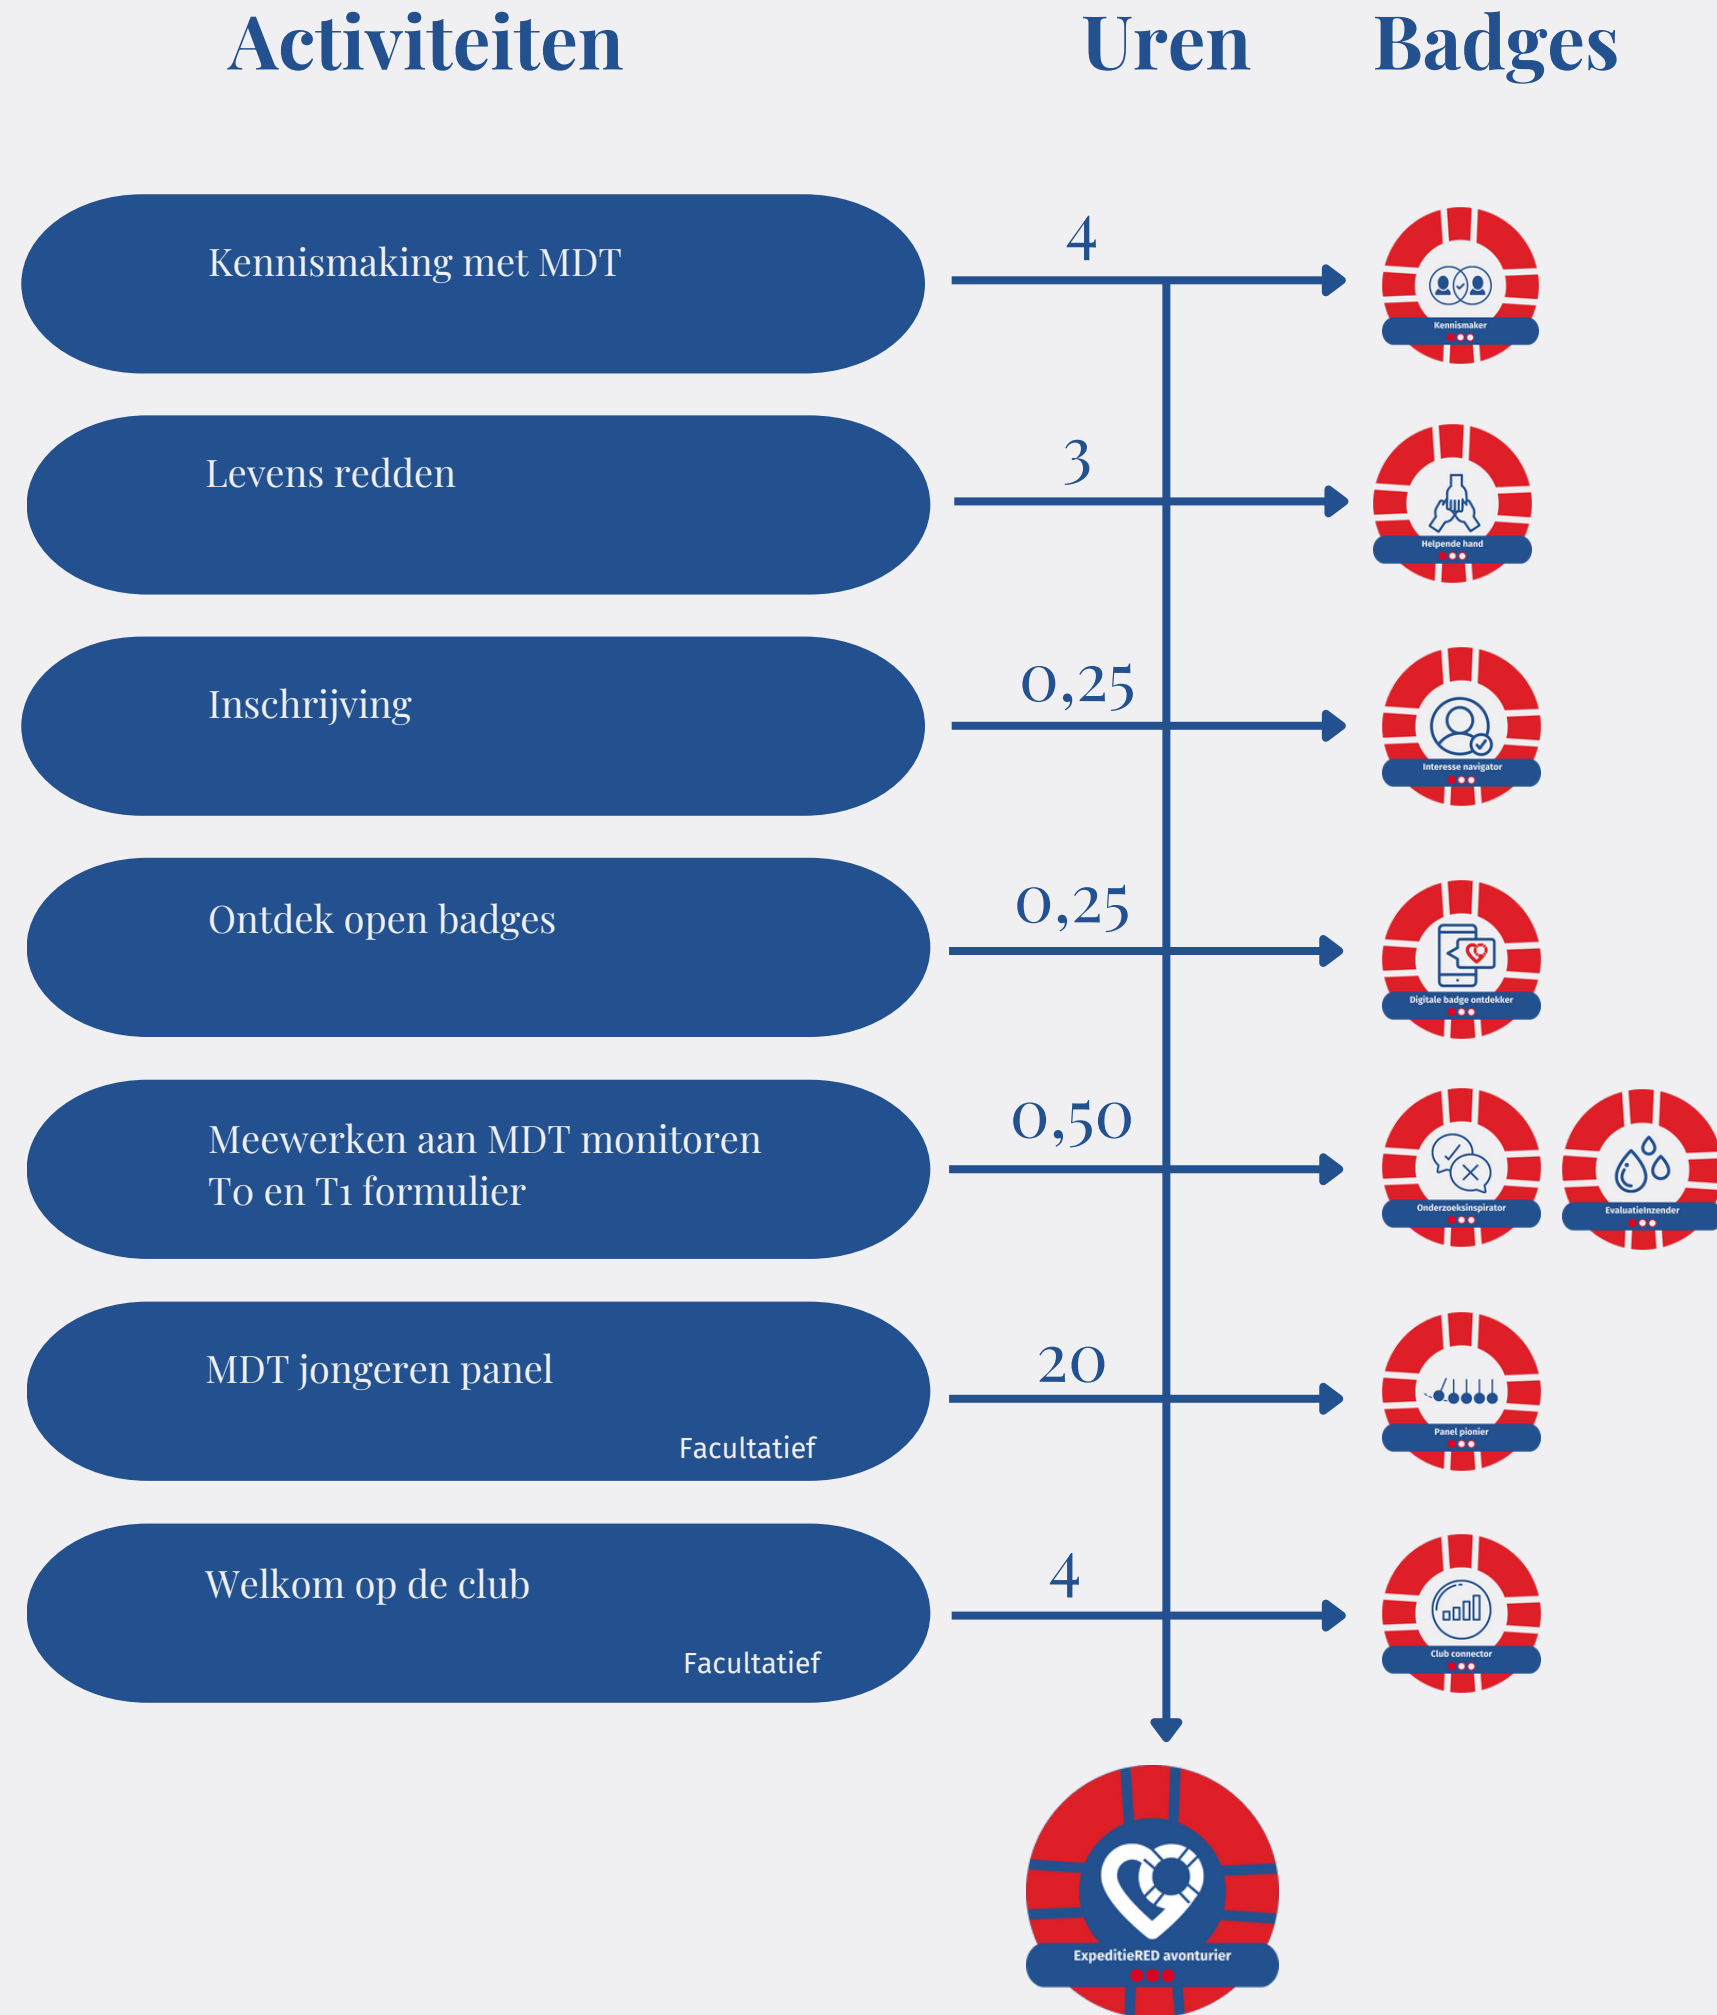 Activiteiten Uren Badges
Kennismaking met MDT
4
Kennismaker
Levens redden
3
Helpende hand
Inschrijving
0,25
Interesse navigator
Ontdek open badges
0,25
Digitale badge ontdekker
Meewerken aan MDT monitoren
T0 en T1 formulier
0,50
Onderzoeksinspirator
EvaluatieInzender
MDT jongeren panel
Facultatief
20
Panel pionier
Welkom op de club
Facultatief
4
Club connector
ExpeditieRED avonturier